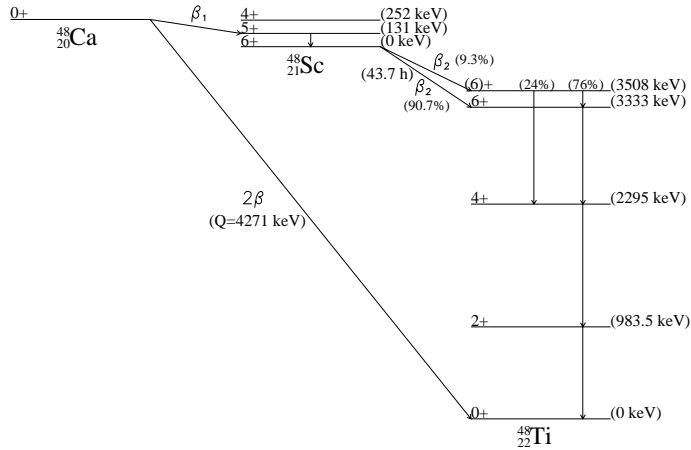 0+
48
20Ca
β1
4+ (252 keV)
5+ (131 keV)
6+ (0 keV)
48
21Sc
(43.7 h)
β2 (9.3%)
β2
(90.7%)
(6)+ (24%) (76%) (3508 keV)
6+ (3333 keV)
2β
(Q=4271 keV)
4+ (2295 keV)
2+ (983.5 keV)
0+ (0 keV)
48
22Ti